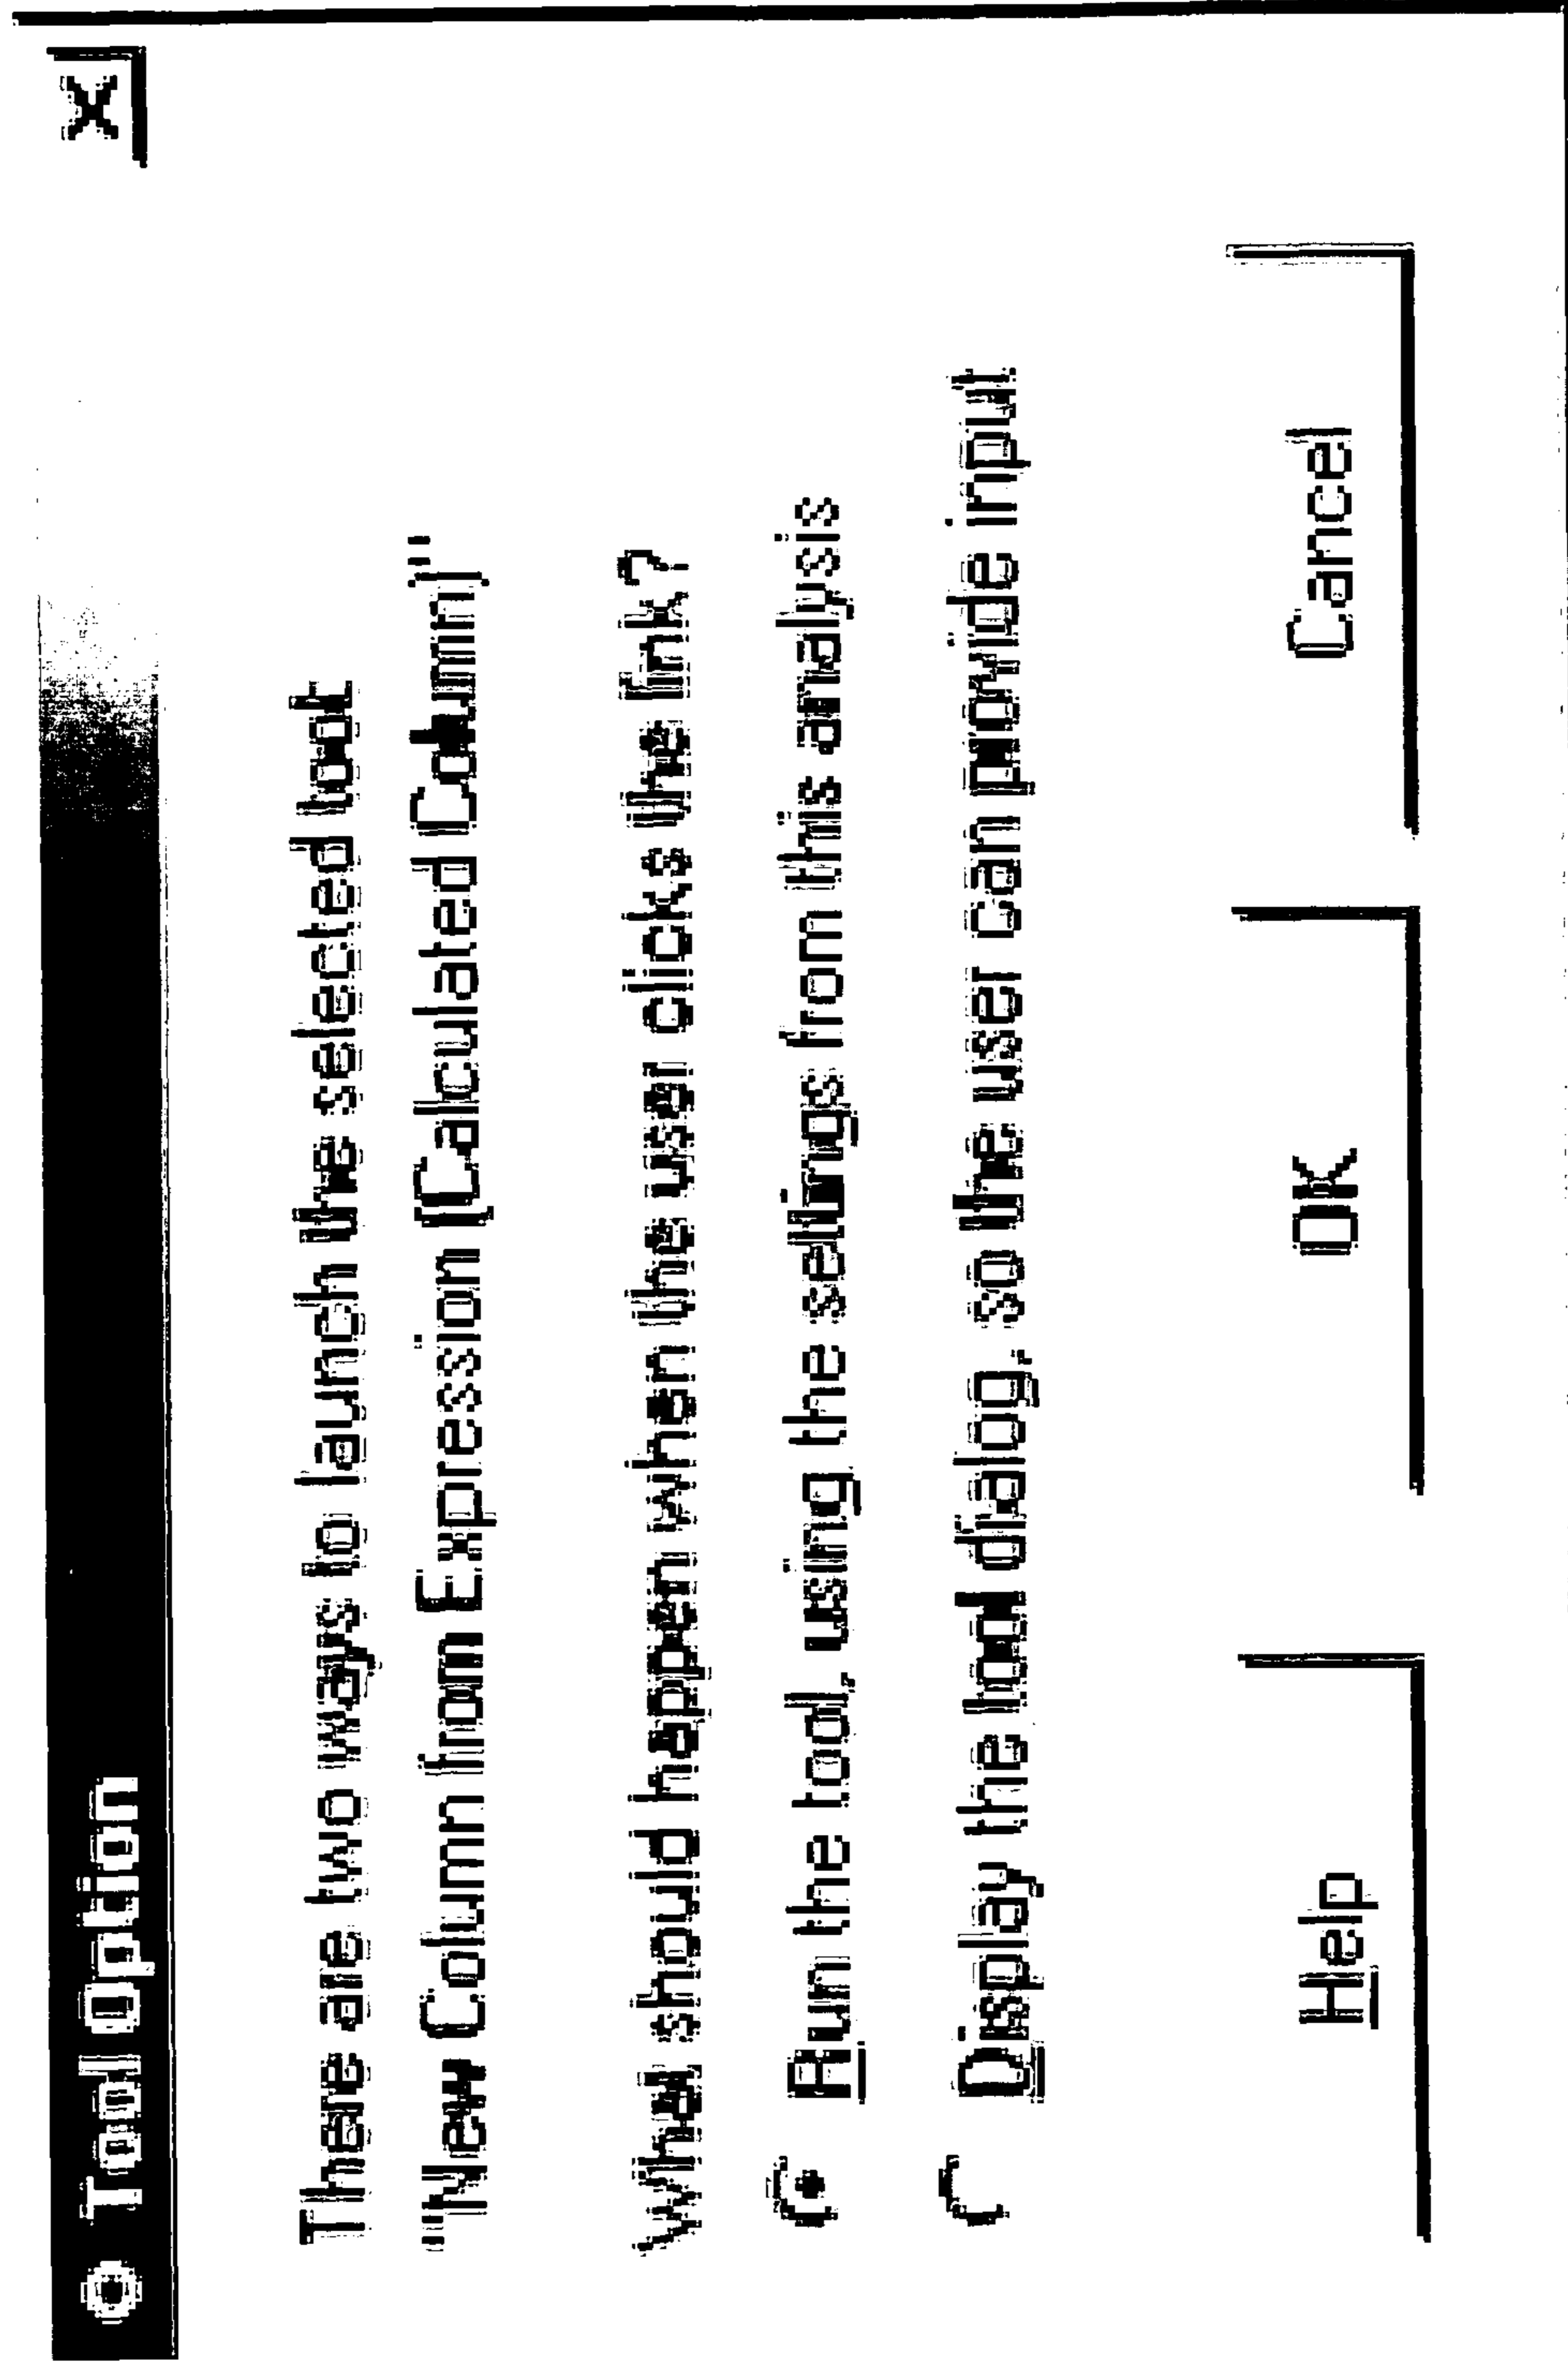 Tool Option
X
There are two ways to launch the selected tool
"New Column from Expression (Calculated Column)"
What should happen when the user clicks the link?
Run the tool, using the settings from this analysis
Display the tool dialog, so the user can provide input.
Help
OK
Cancel